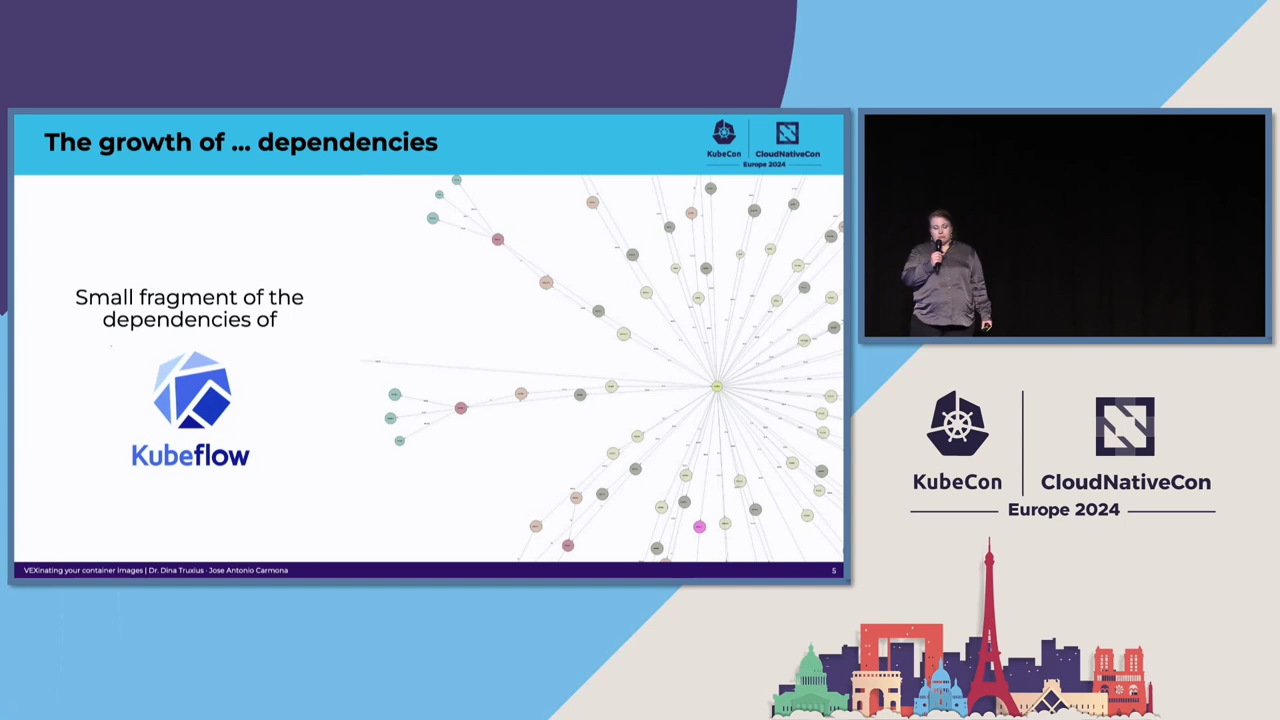 The growth of ... dependencies
KubeCon
CloudNativeCon
Europe 2024
Small fragment of the
dependencies of
Kubeflow
VEXinating your container images | Dr. Dina Truxius · Jose Antonio Carmona
5
KubeCon
CloudNativeCon
Europe 2024